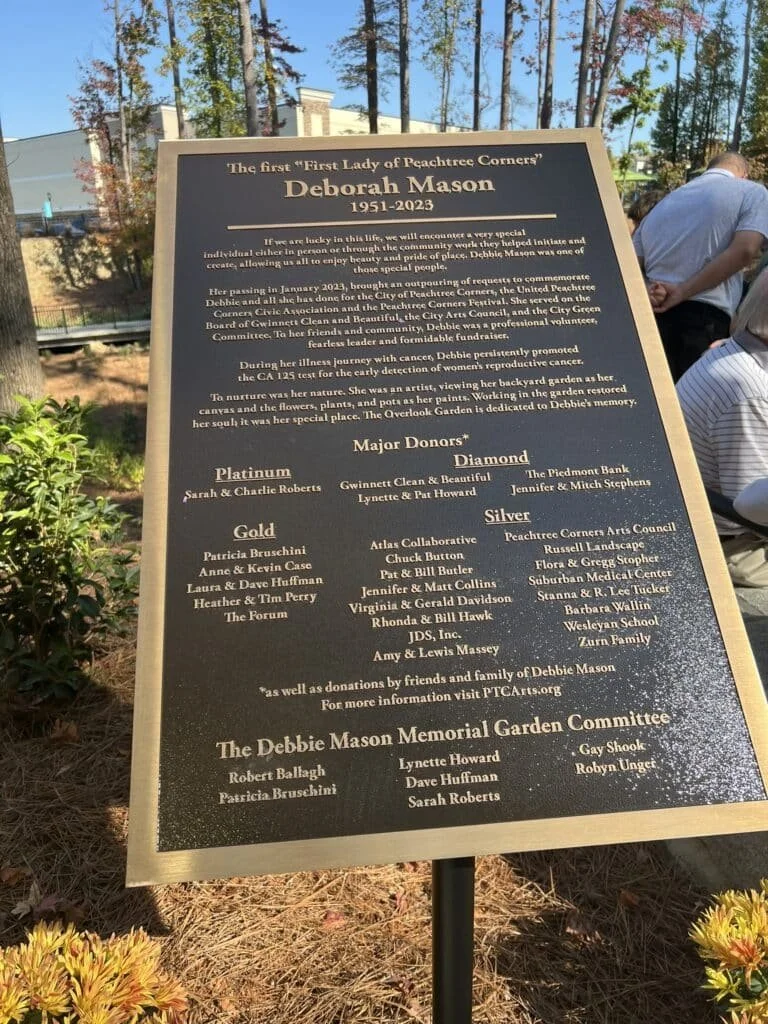 The first "First Lady of Peachtree Corners"
Deborah Mason
1951-2023
If we are lucky in this life, we will encounter a very special
individual either in person or through the community work they helped initiate and
create, allowing us all to enjoy beauty and pride of place. Debbie Mason was one of
those special people.
Her passing in January 2023, brought an outpouring of requests to commemorate
Debbie and all she has done for the City of Peachtree Corners, the United Peachtree
Corners Civic Association and the Peachtree Corners Festival. She served on the
Board of Gwinnett Clean and Beautiful, the City Arts Council, and the City Green
Committee. To her friends and community, Debbie was a professional volunteer,
fearless leader and formidable fundraiser.
During her illness journey with cancer, Debbie persistently promoted
the CA 125 test for the early detection of women's reproductive cancer.
To nurture was her nature. She was an artist, viewing her backyard garden as her
canvas and the flowers, plants, and pots as her paints. Working in the garden restored
her soul; it was her special place. The Overlook Garden is dedicated to Debbie's memory.
Major Donors*
Platinum
Sarah & Charlie Roberts
Diamond
Gwinnett Clean & Beautiful
Lynette & Pat Howard
The Piedmont Bank
Jennifer & Mitch Stephens
Gold
Patricia Bruschini
Anne & Kevin Case
Laura & Dave Huffman
Heather & Tim Perry
The Forum
Silver
Atlas Collaborative
Chuck Button
Pat & Bill Butler
Jennifer & Matt Collins
Virginia & Gerald Davidson
Rhonda & Bill Hawk
JDS, Inc.
Amy & Lewis Massey
Peachtree Corners Arts Council
Russell Landscape
Flora & Gregg Stopher
Suburban Medical Center
Stanna & R. Lee Tucker
Barbara Wallin
Wesleyan School
Zurn Family
*as well as donations by friends and family of Debbie Mason
For more information visit PTCArts.org
The Debbie Mason Memorial Garden Committee
Robert Ballagh
Patricia Bruschini
Lynette Howard
Dave Huffman
Sarah Roberts
Gay Shook
Robyn Unger